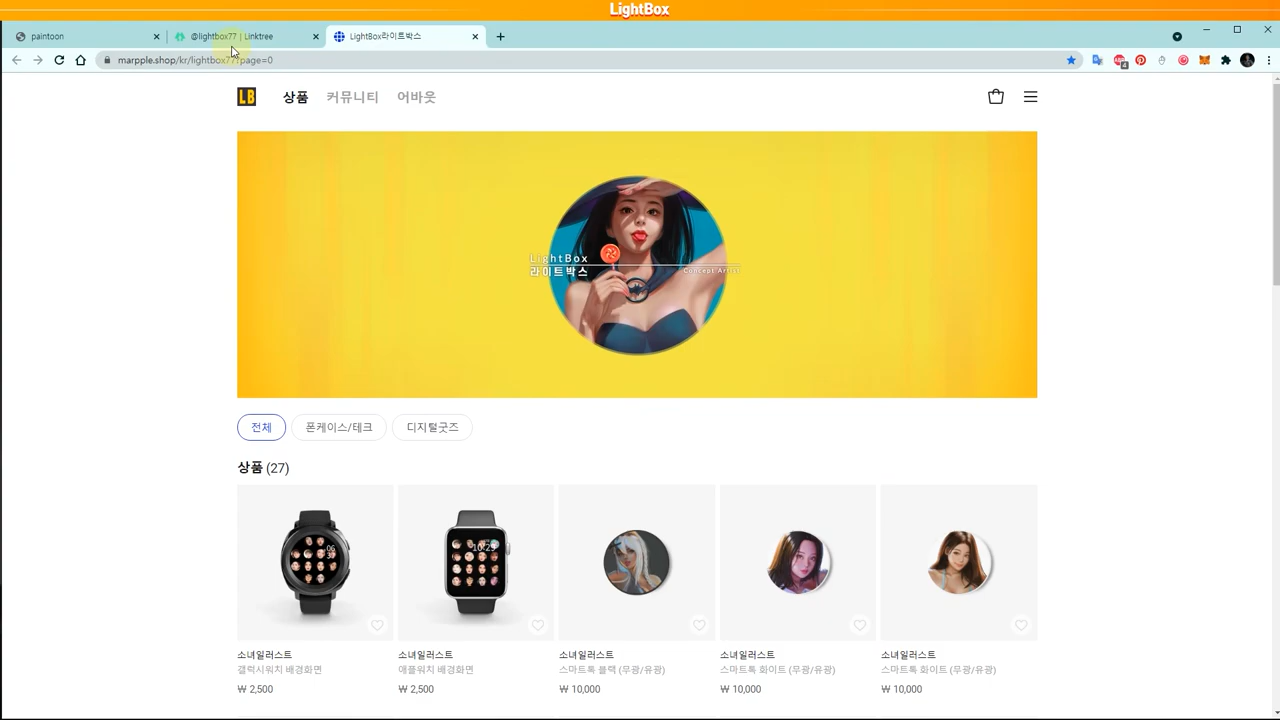 LightBox
paintoon
@lightbox77 | Linktree
LightBox라이트박스
marpple.shop/kr/lightbox77?page=0
4
LB
상품
커뮤니티
어바웃
LightBox
라이트박스
Concept Artist
전체
폰케이스/테크
디지털굿즈
상품 (27)
06
10:29
소녀일러스트
갤럭시워치 배경화면
₩ 2,500
소녀일러스트
애플워치 배경화면
₩ 2,500
소녀일러스트
스마트톡 블랙 (무광/유광)
₩ 10,000
소녀일러스트
스마트톡 화이트 (무광/유광)
₩ 10,000
소녀일러스트
스마트톡 화이트 (무광/유광)
₩ 10,000